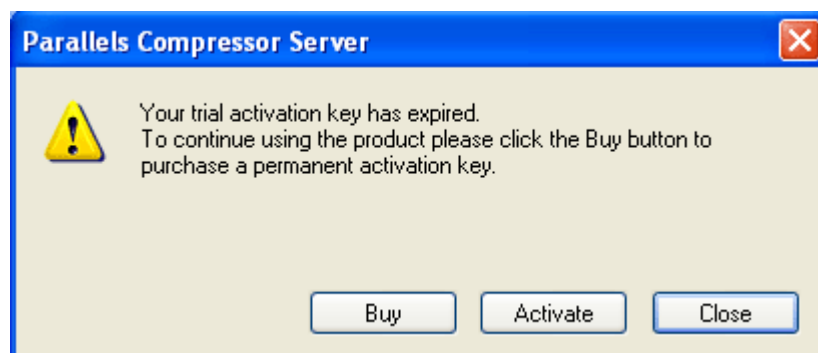 Parallels Compressor Server
Your trial activation key has expired.
To continue using the product please click the Buy button to
purchase a permanent activation key.
Buy Activate Close